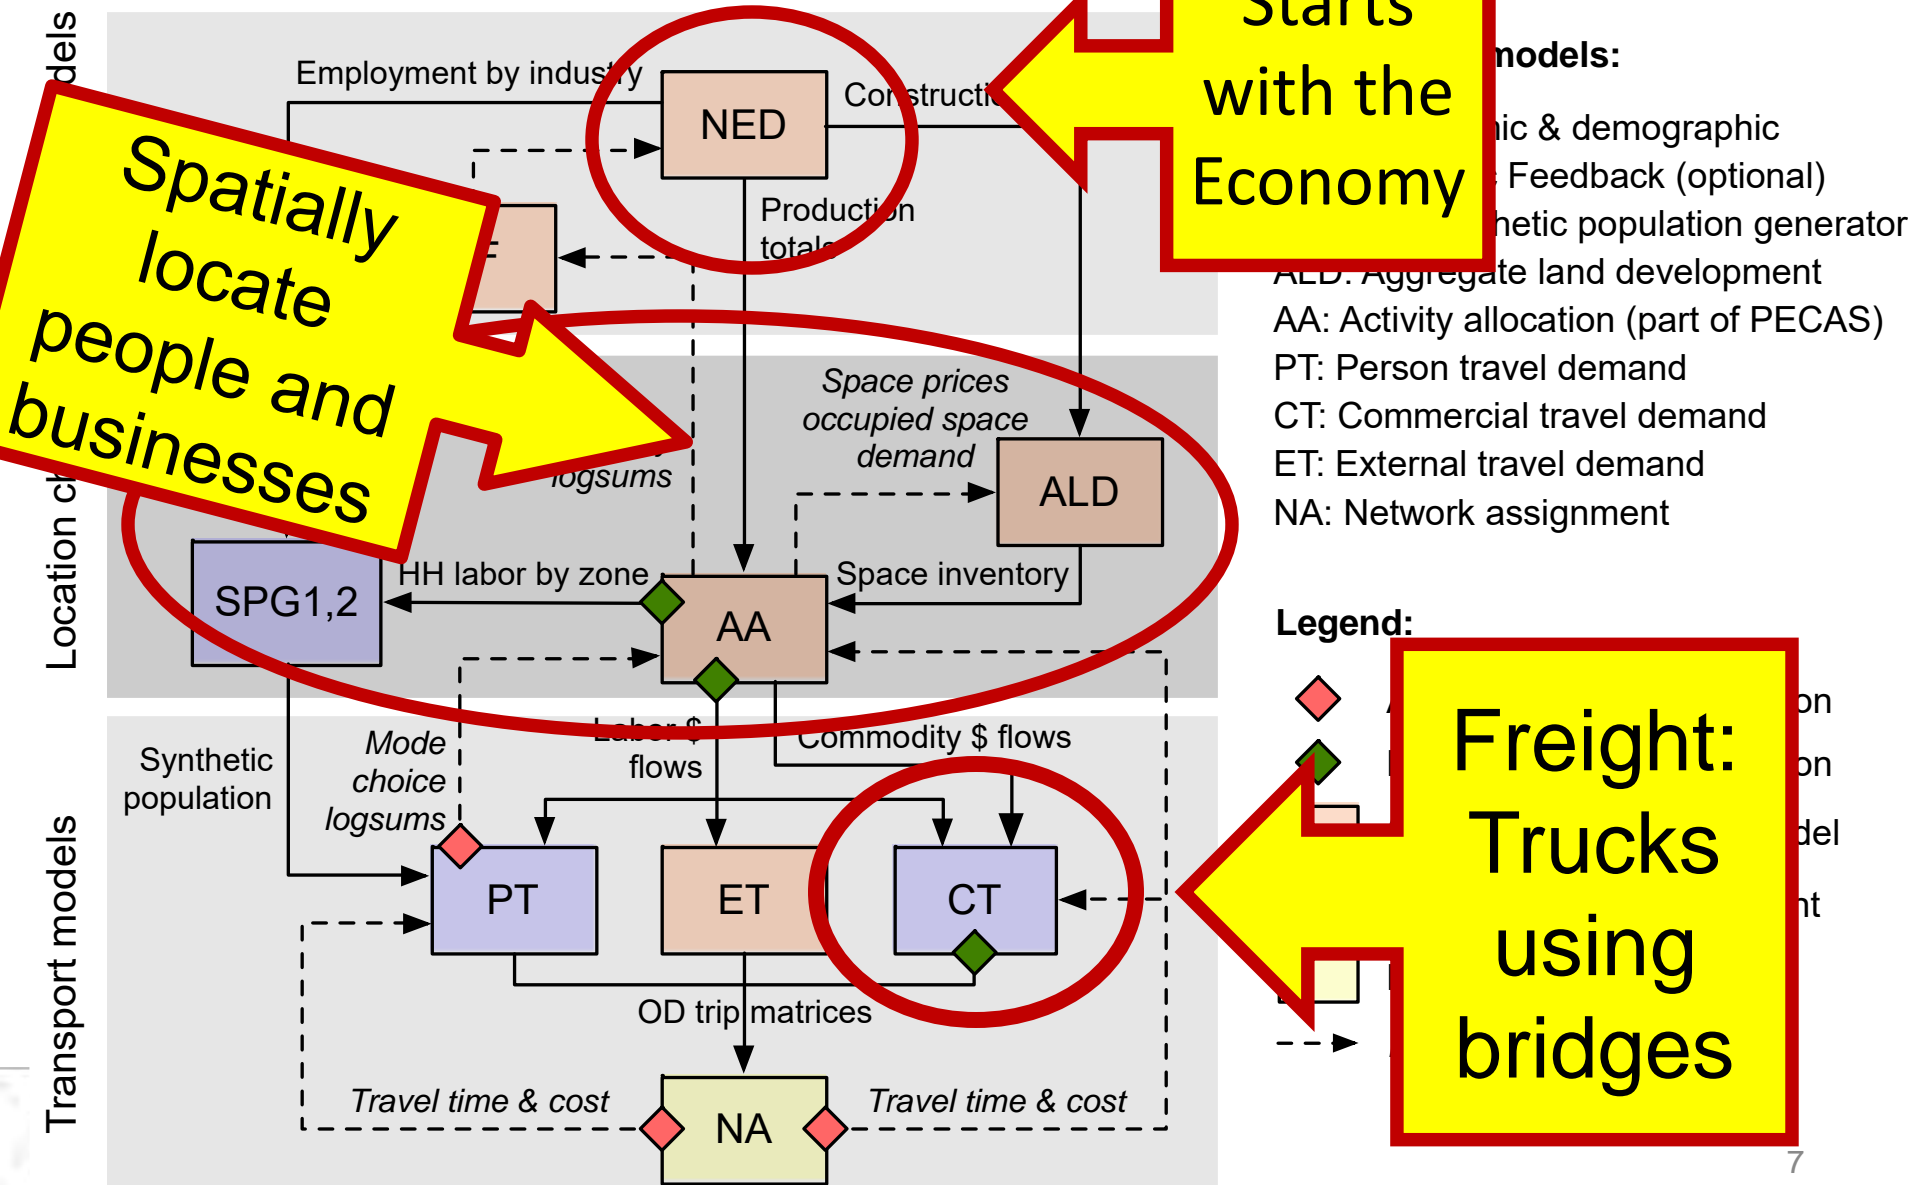 Employment by industry
NED
Starts
with the
Economy
models:
& demographic
Feedback (optional)
population generator
ALD: Aggregate land development
AA: Activity allocation (part of PECAS)
PT: Person travel demand
CT: Commercial travel demand
ET: External travel demand
NA: Network assignment
Spatially
locate
people and
businesses
Production
totals
Space prices
occupied space
demand
logsums
ALD
SPG1,2
HH labor by zone
AA
Space inventory
Location
Legend:
Synthetic
population
Mode
choice
logsums
Labor $
flows
Commodity $ flows
PT
ET
CT
OD trip matrices
Travel time & cost
NA
Travel time & cost
Transport models
Freight:
Trucks
using
bridges
7